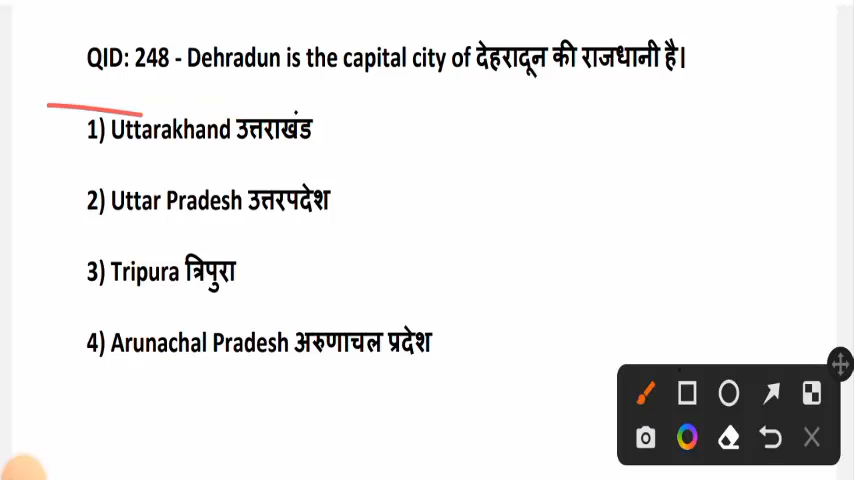 QID: 248 - Dehradun is the capital city of देहरादून की राजधानी है।
1) Uttarakhand उत्तराखंड
2) Uttar Pradesh उत्तरपदेश
3) Tripura त्रिपुरा
4) Arunachal Pradesh अरुणाचल प्रदेश